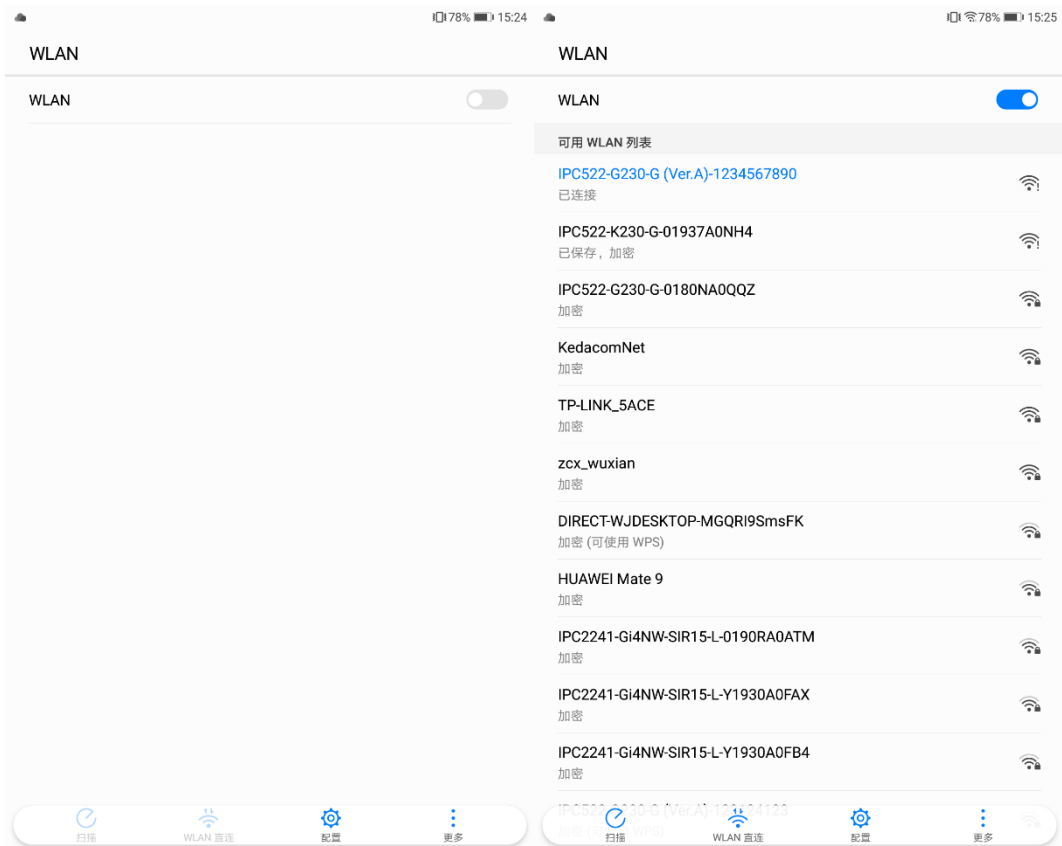 78% 15:24
WLAN
WLAN
扫描
WLAN 直连
配置
更多
78% 15:25
WLAN
WLAN
可用 WLAN 列表
IPC522-G230-G (Ver.A)-1234567890
已连接
IPC522-K230-G-01937A0NH4
已保存，加密
IPC522-G230-G-0180NA0QQZ
加密
KedacomNet
加密
TP-LINK_5ACE
加密
zcx_wuxian
加密
DIRECT-WJDESKTOP-MGQRI9SmsFK
加密 (可使用 WPS)
HUAWEI Mate 9
加密
IPC2241-Gi4NW-SIR15-L-0190RA0ATM
加密
IPC2241-Gi4NW-SIR15-L-Y1930A0FAX
加密
IPC2241-Gi4NW-SIR15-L-Y1930A0FB4
加密
扫描
WLAN 直连
配置
更多